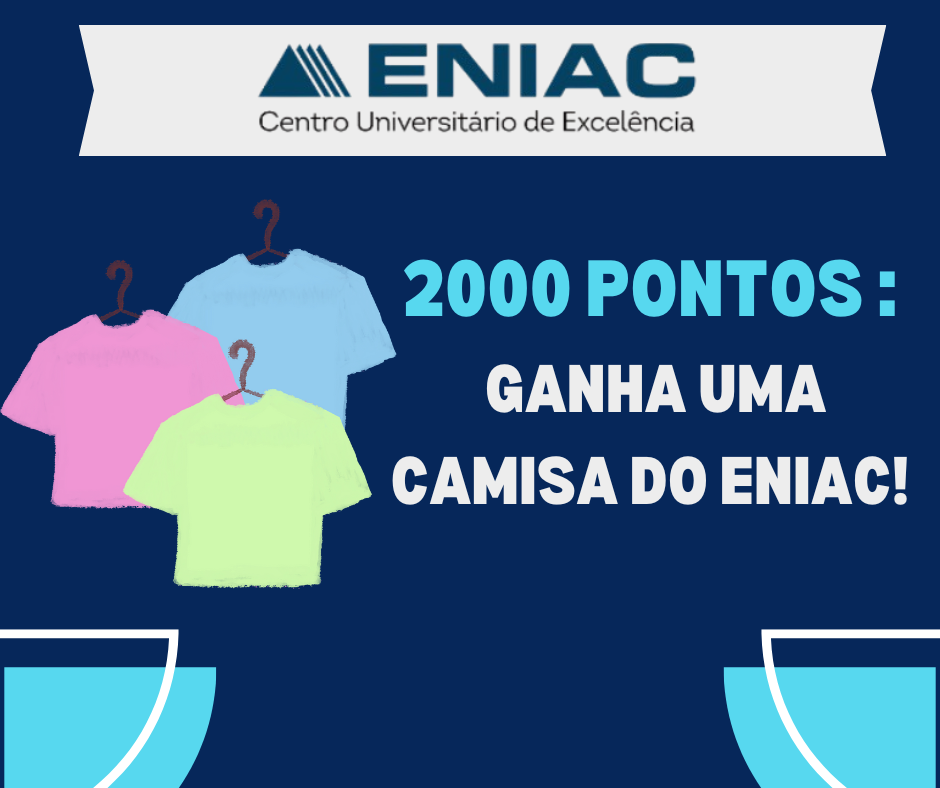 ENIAC
Centro Universitário de Excelência
2000 PONTOS :
GANHA UMA
CAMISA DO ENIAC!